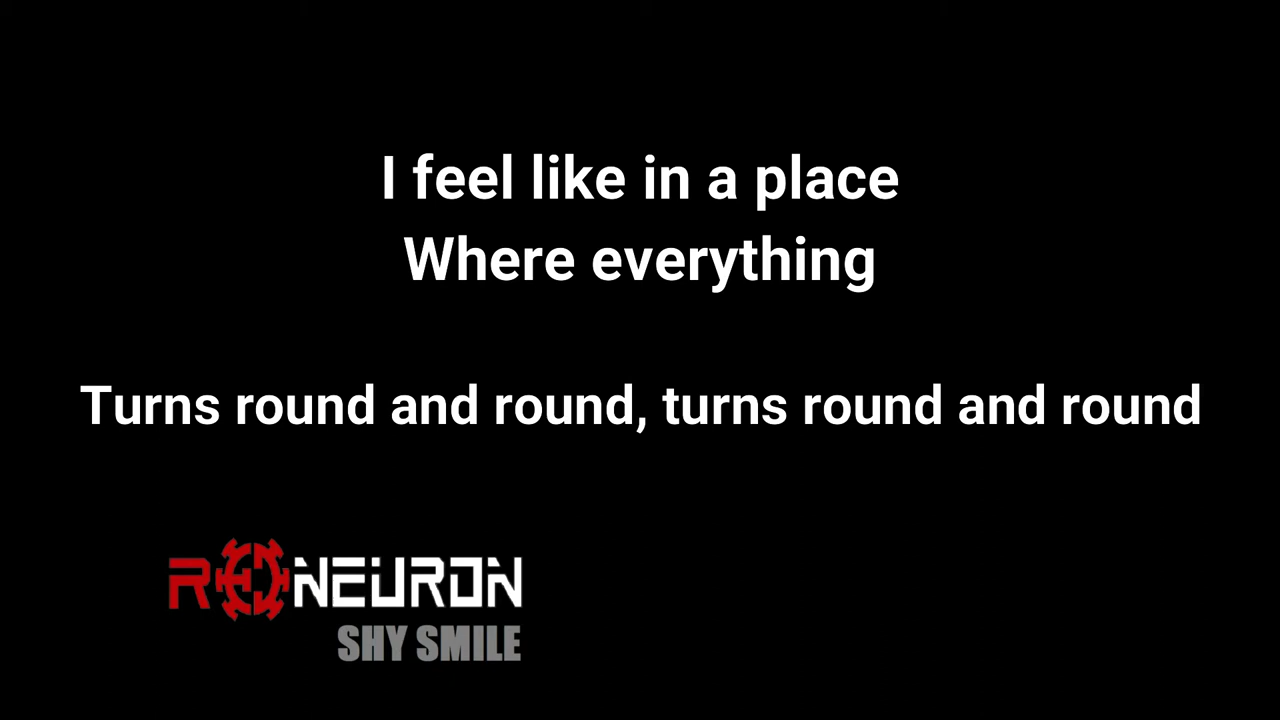 I feel like in a place
Where everything
Turns round and round, turns round and round
RONEURON
SHY SMILE